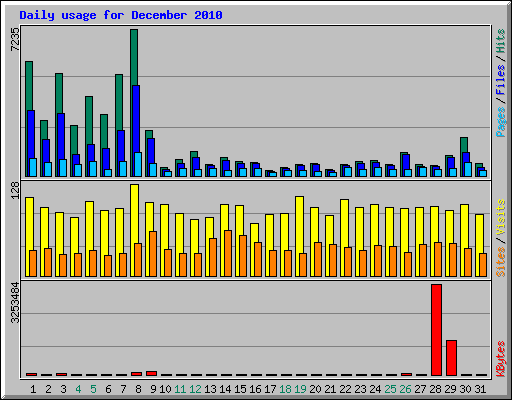 Daily usage for December 2010
7235
Pages / Files / Hits
128
Sites / Visits
3253484
KBytes
1 2 3 4 5 6 7 8 9 10 11 12 13 14 15 16 17 18 19 20 21 22 23 24 25 26 27 28 29 30 31